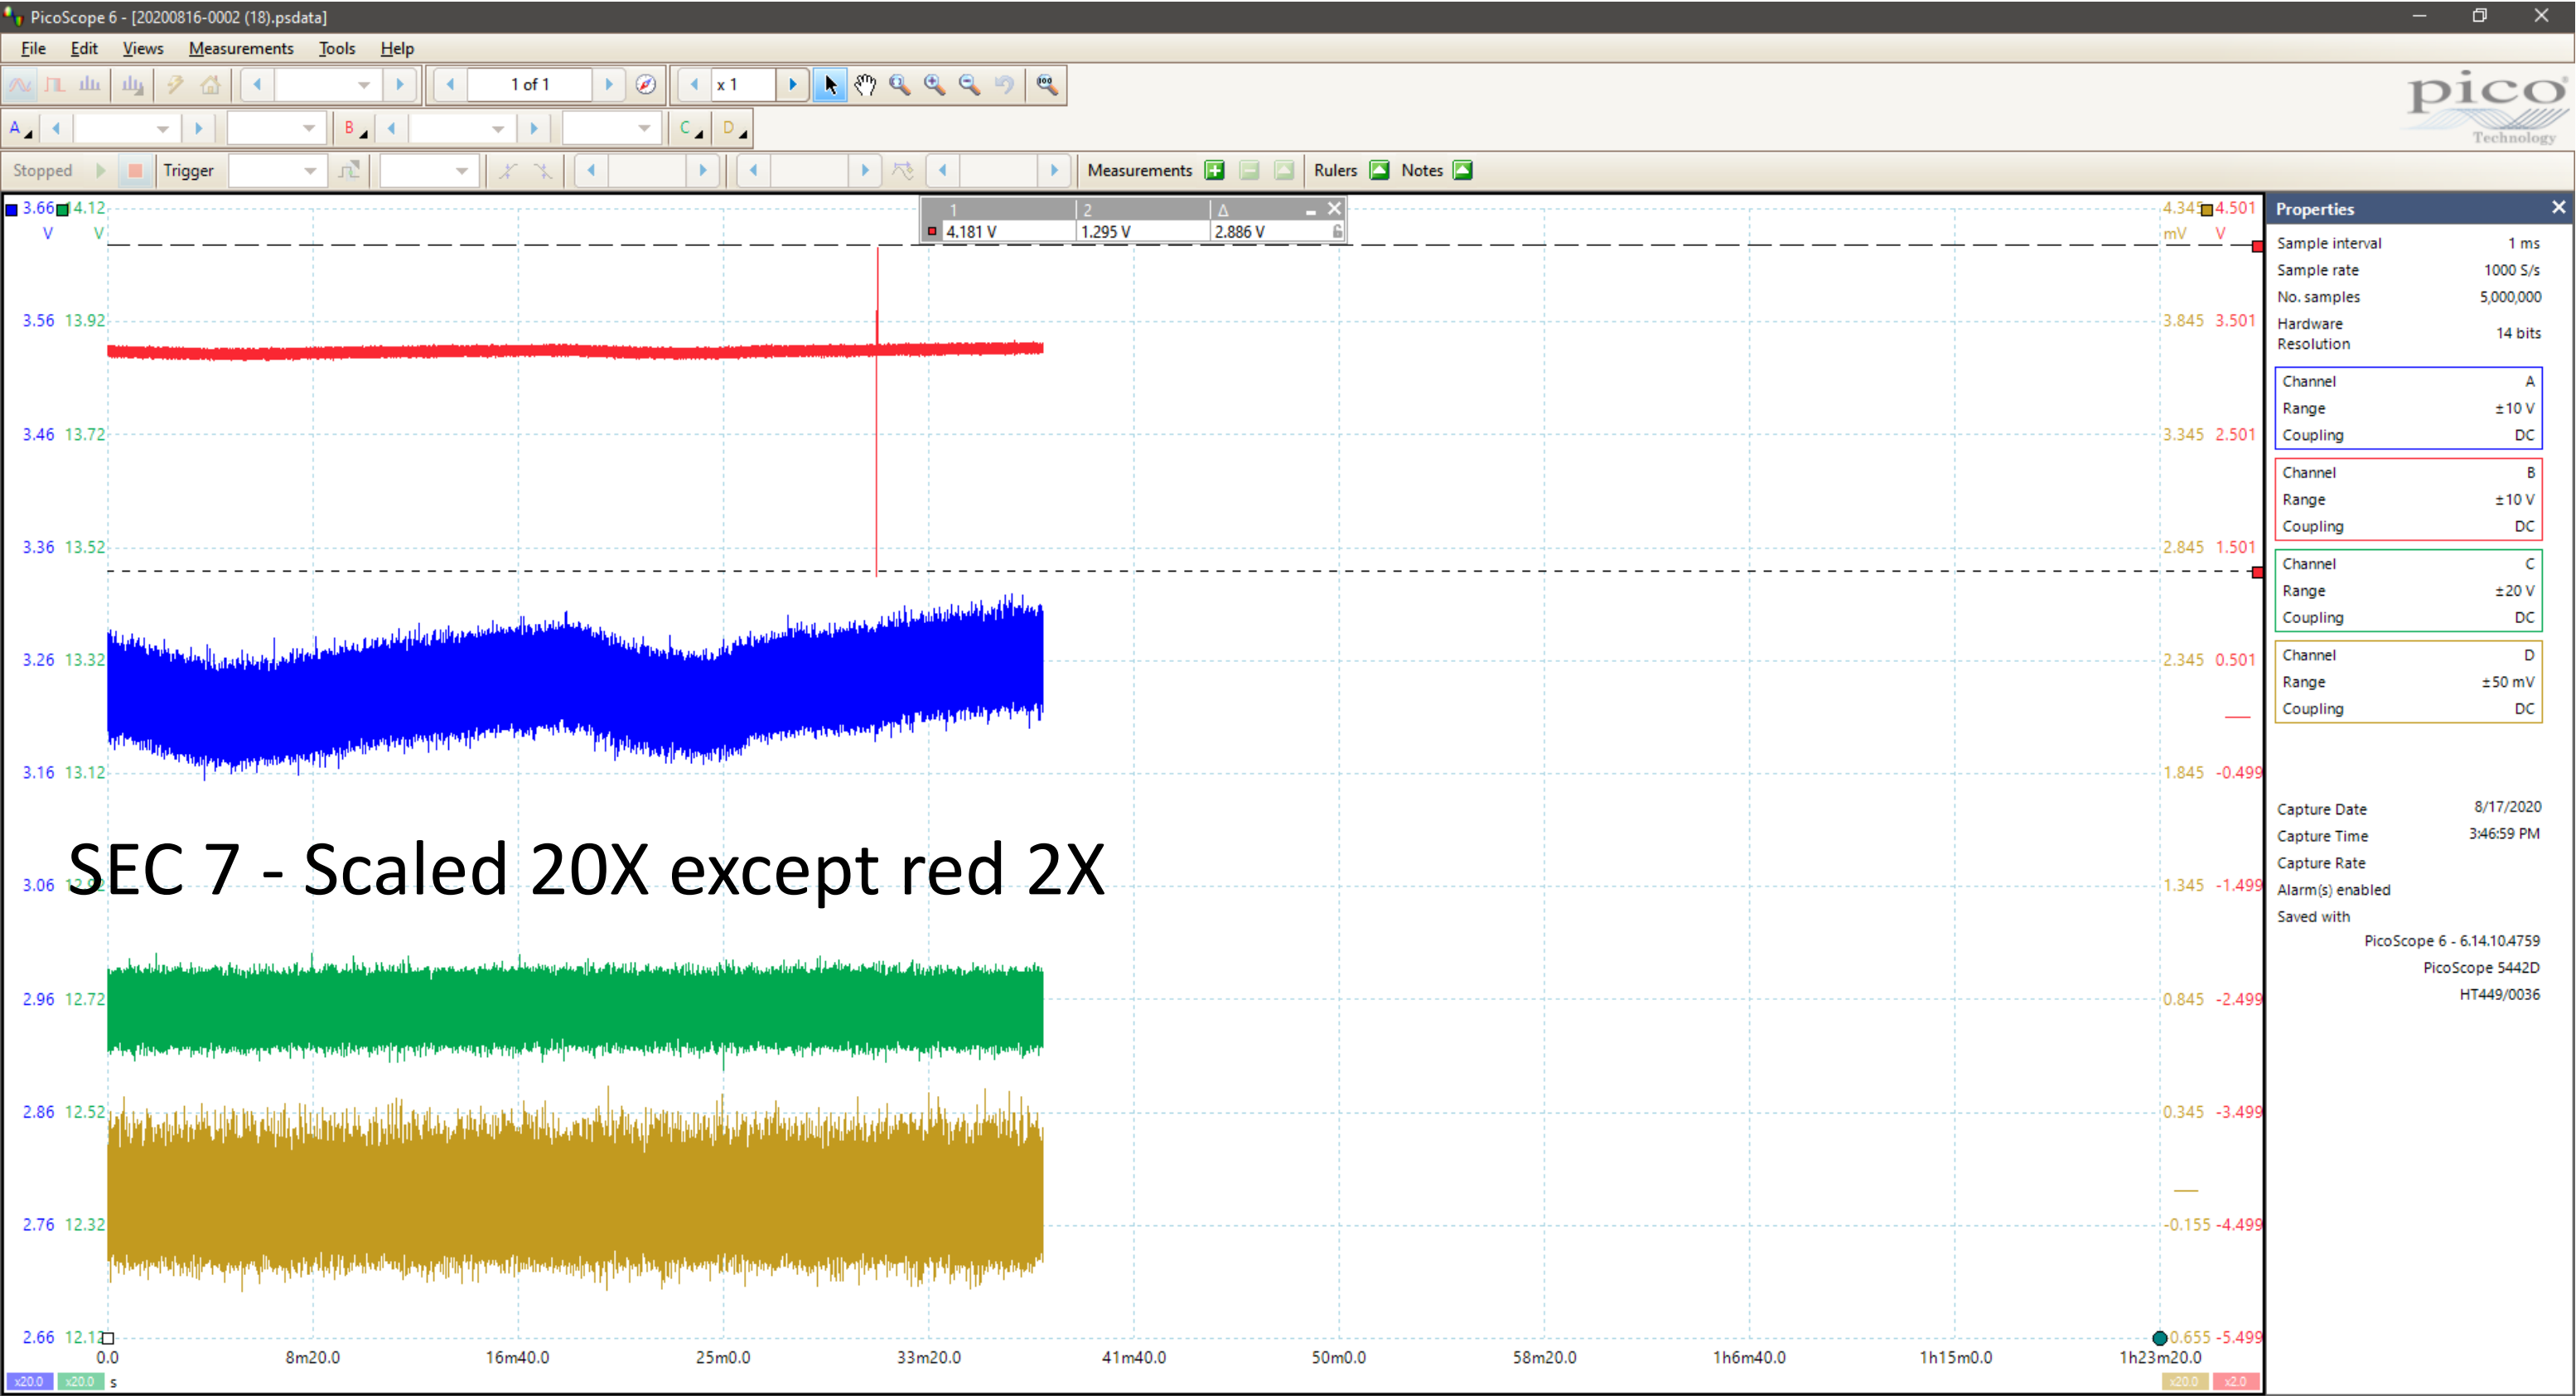 PicoScope 6 - [20200816-0002 (18).psdata]
File Edit Views Measurements Tools Help
1 of 1 x 1
pico
Technology
A B C D
Stopped Trigger Measurements Rulers Notes
3.66 14.12
V V
1 2 Δ
4.181 V 1.295 V 2.886 V
4.345 4.501
mV V
3.56 13.92 3.845 3.501
3.46 13.72 3.345 2.501
3.36 13.52 2.845 1.501
3.26 13.32 2.345 0.501
3.16 13.12 1.845 -0.499
SEC 7 - Scaled 20X except red 2X
3.06 12.92 1.345 -1.499
2.96 12.72 0.845 -2.499
2.86 12.52 0.345 -3.499
2.76 12.32 -0.155 -4.499
2.66 12.12 0.655 -5.499
0.0 8m20.0 16m40.0 25m0.0 33m20.0 41m40.0 50m0.0 58m20.0 1h6m40.0 1h15m0.0 1h23m20.0
x20.0 x20.0 s x20.0 x2.0
Properties
Sample interval 1 ms
Sample rate 1000 S/s
No. samples 5,000,000
Hardware
Resolution 14 bits
Channel A
Range ±10 V
Coupling DC
Channel B
Range ±10 V
Coupling DC
Channel C
Range ±20 V
Coupling DC
Channel D
Range ±50 mV
Coupling DC
Capture Date 8/17/2020
Capture Time 3:46:59 PM
Capture Rate
Alarm(s) enabled
Saved with
PicoScope 6 - 6.14.10.4759
PicoScope 5442D
HT449/0036